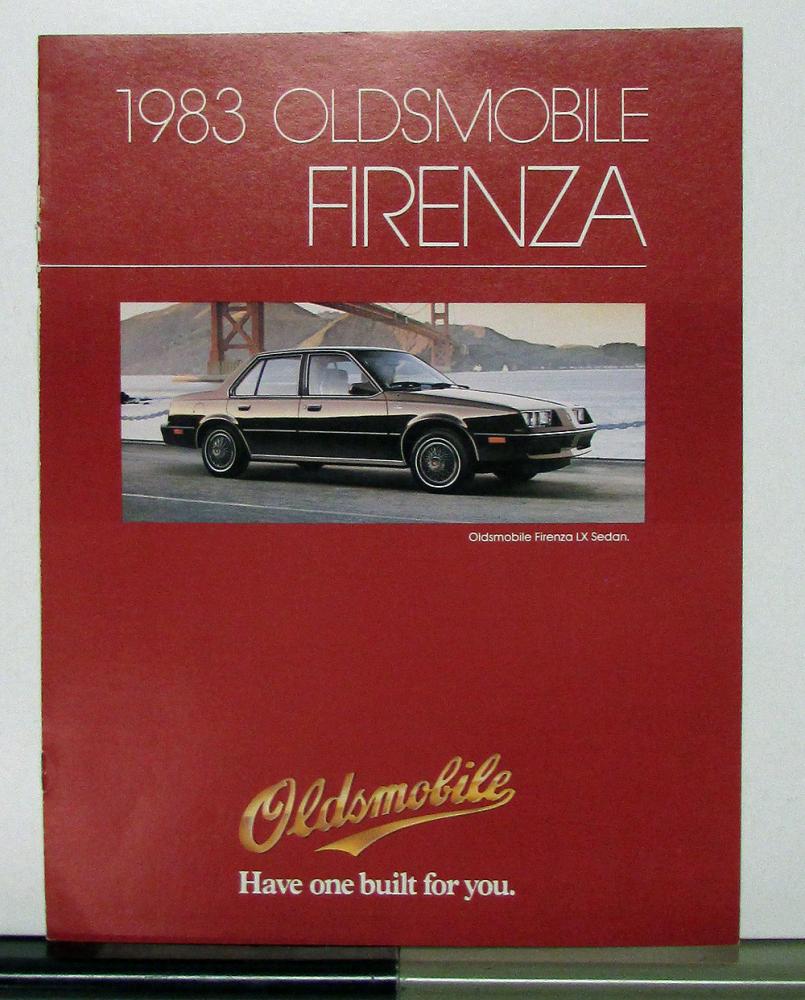 1983 OLDSMOBILE
FIRENZA
Oldsmobile Firenza LX Sedan.
Oldsmobile
Have one built for you.